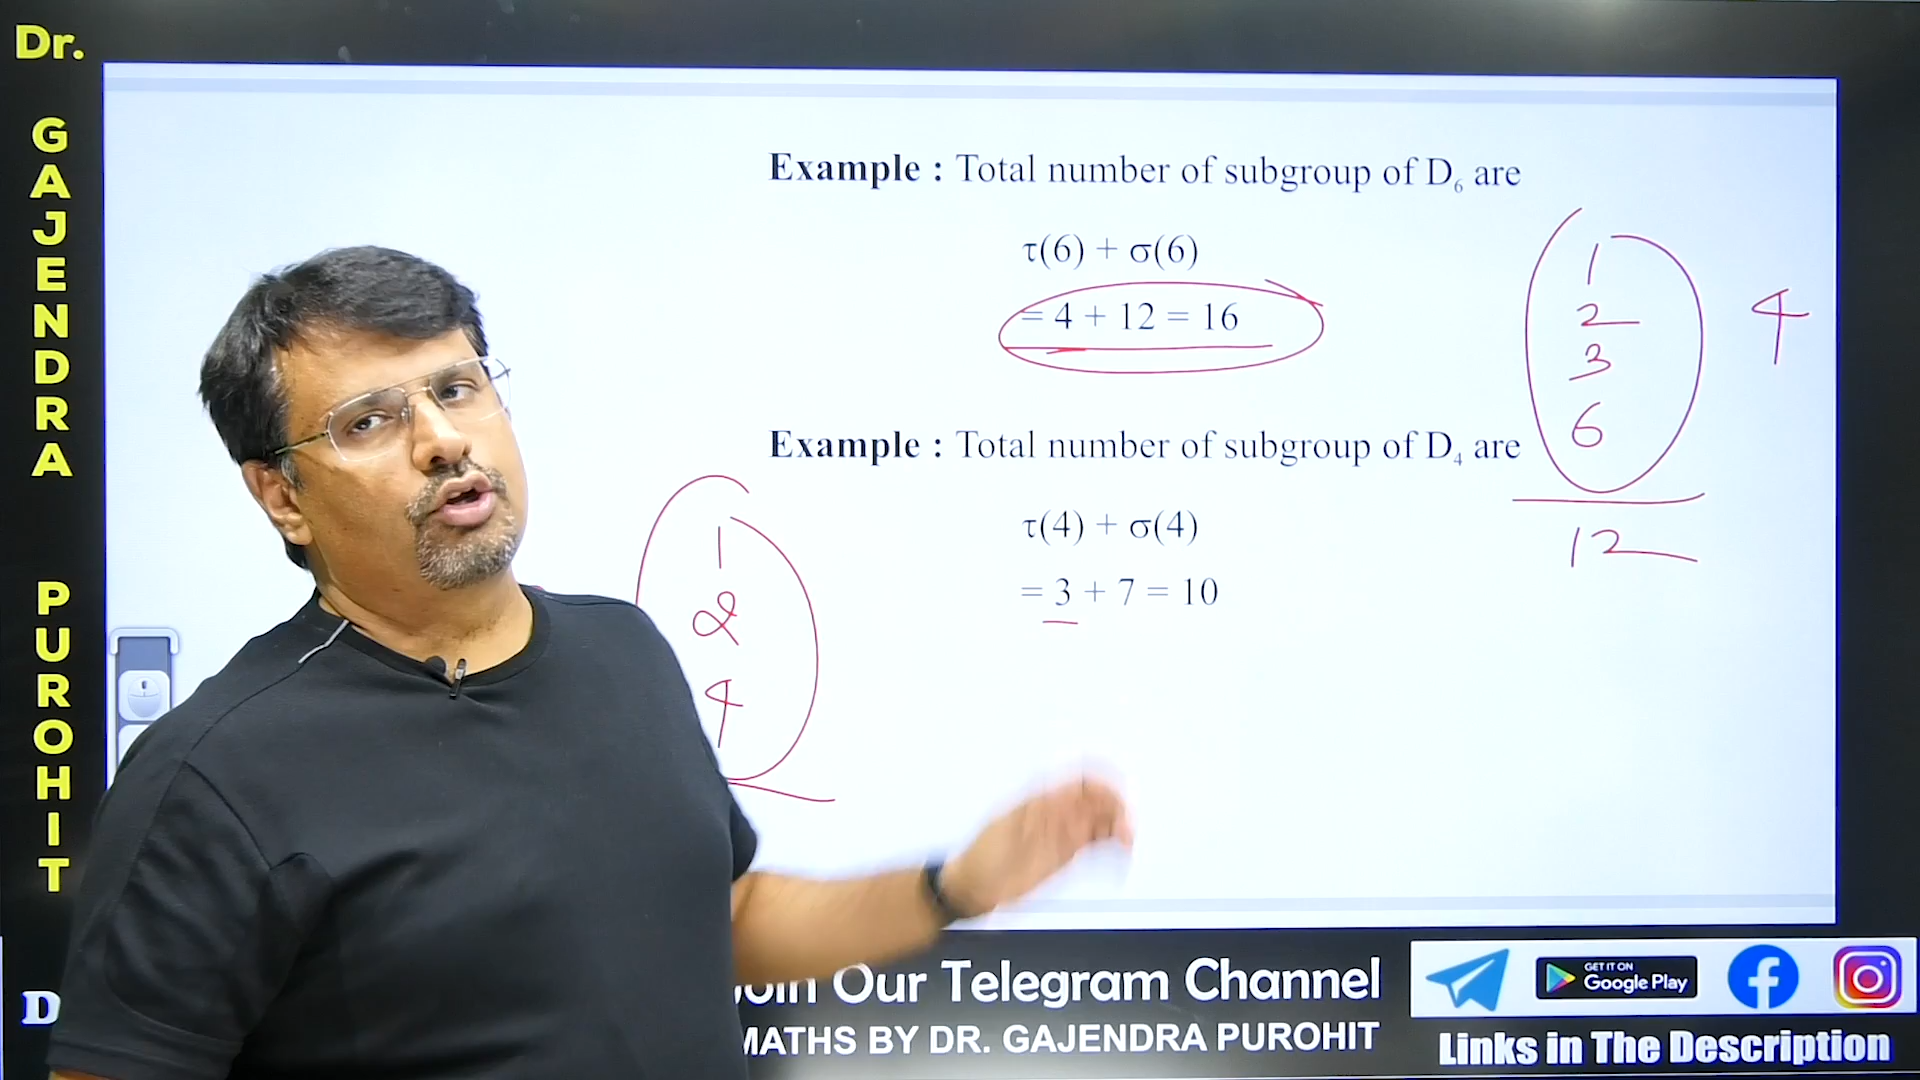 Dr.
GAJENDRA
PUROHIT
D
Example : Total number of subgroup of D₆ are
τ(6) + σ(6)
= 4 + 12 = 16
1
2
3
6
12
4
Example : Total number of subgroup of D₄ are
τ(4) + σ(4)
= 3 + 7 = 10
1
2
4
Join Our Telegram Channel
MATHS BY DR. GAJENDRA PUROHIT
GET IT ON
Google Play
Links in The Description